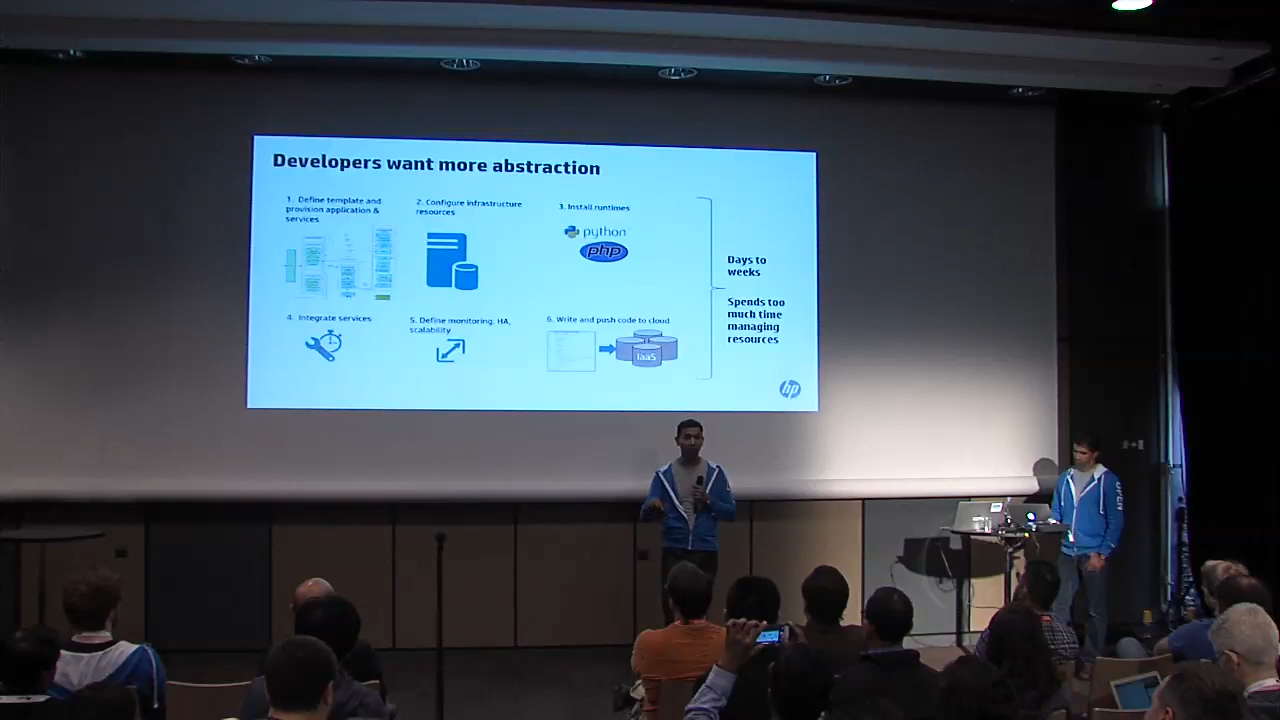 Developers want more abstraction
1. Define template and
provision application &
services
2. Configure infrastructure
resources
3. Install runtimes
python
php
4. Integrate services
5. Define monitoring, HA,
scalability
6. Write and push code to cloud
IaaS
Days to
weeks
Spends too
much time
managing
resources
hp
OPEN